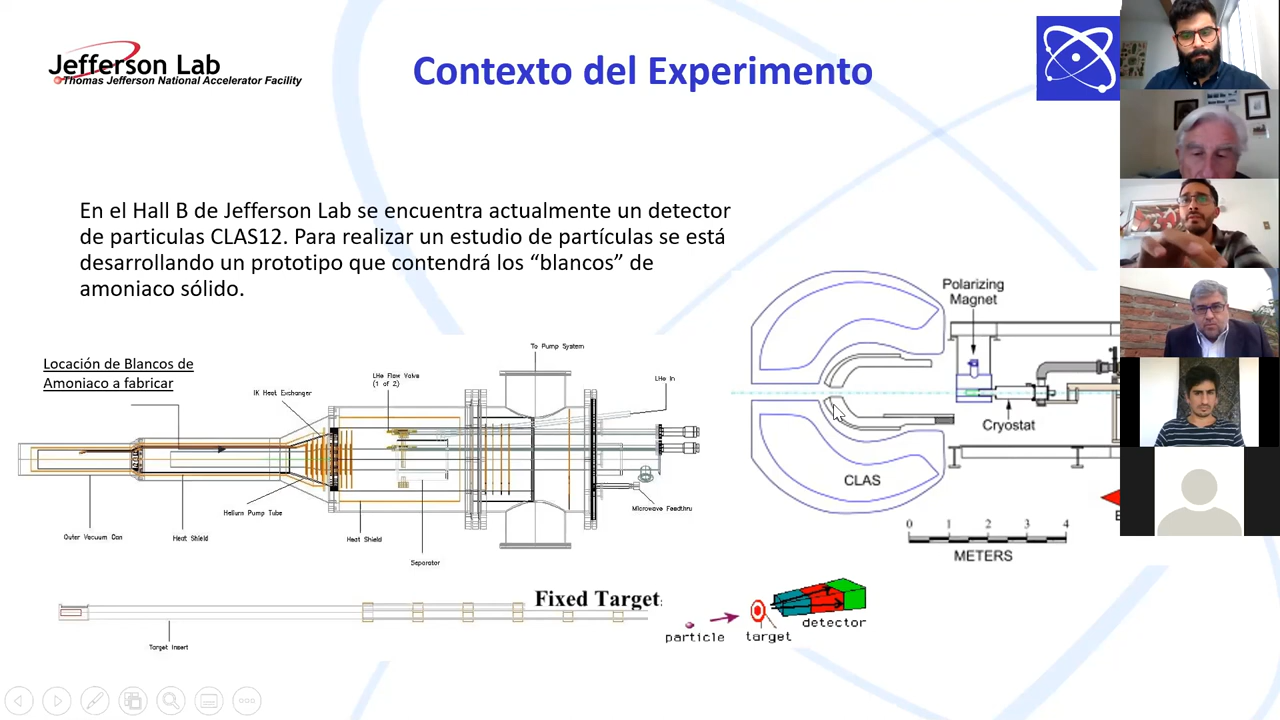 Jefferson Lab
Thomas Jefferson National Accelerator Facility
Contexto del Experimento
En el Hall B de Jefferson Lab se encuentra actualmente un detector
de particulas CLAS12. Para realizar un estudio de partículas se está
desarrollando un prototipo que contendrá los “blancos” de
amoniaco sólido.
Locación de Blancos de
Amoniaco a fabricar
To Pump System
LHe Flow Valve
(1 of 2)
1K Heat Exchanger
LHe In
Helium Pump Tube
Microwave Feedthru
Outer Vacuum Can
Heat Shield
Heat Shield
Separator
Target Insert
Polarizing
Magnet
Cryostat
CLAS
0 1 2 3 4
METERS
Fixed Target
particle
target
detector